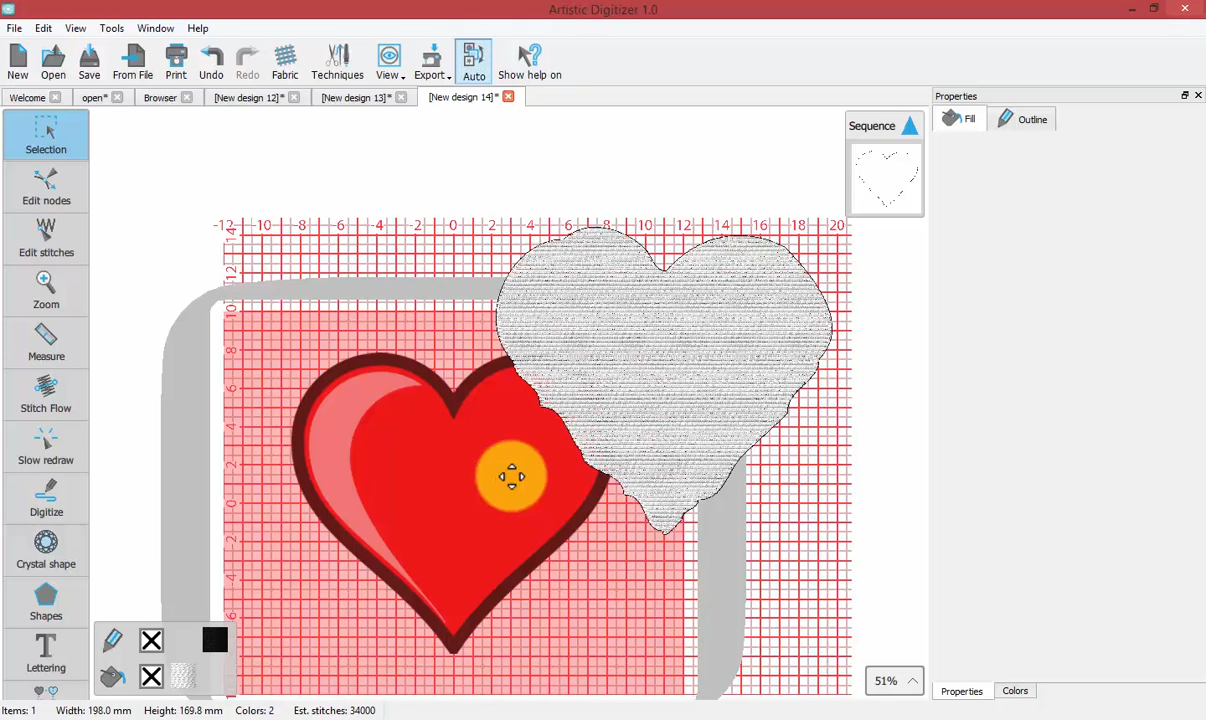 Artistic Digitizer 1.0
File Edit View Tools Window Help
New Open Save From File Print Undo Redo Fabric Techniques View Export Auto Show help on
Welcome open* Browser [New design 12]* [New design 13]* [New design 14]*
Properties
Fill Outline
Selection
Edit nodes
Edit stitches
Zoom
Measure
Stitch Flow
Slow redraw
Digitize
Crystal shape
Shapes
Lettering
Sequence
-12 -10 -8 -6 -4 -2 0 2 4 6 8 10 12 14 16 18 20
14
12
10
8
6
4
2
0
-2
-4
-6
51%
Properties Colors
Items: 1 Width: 198.0 mm Height: 169.8 mm Colors: 2 Est. stitches: 34000